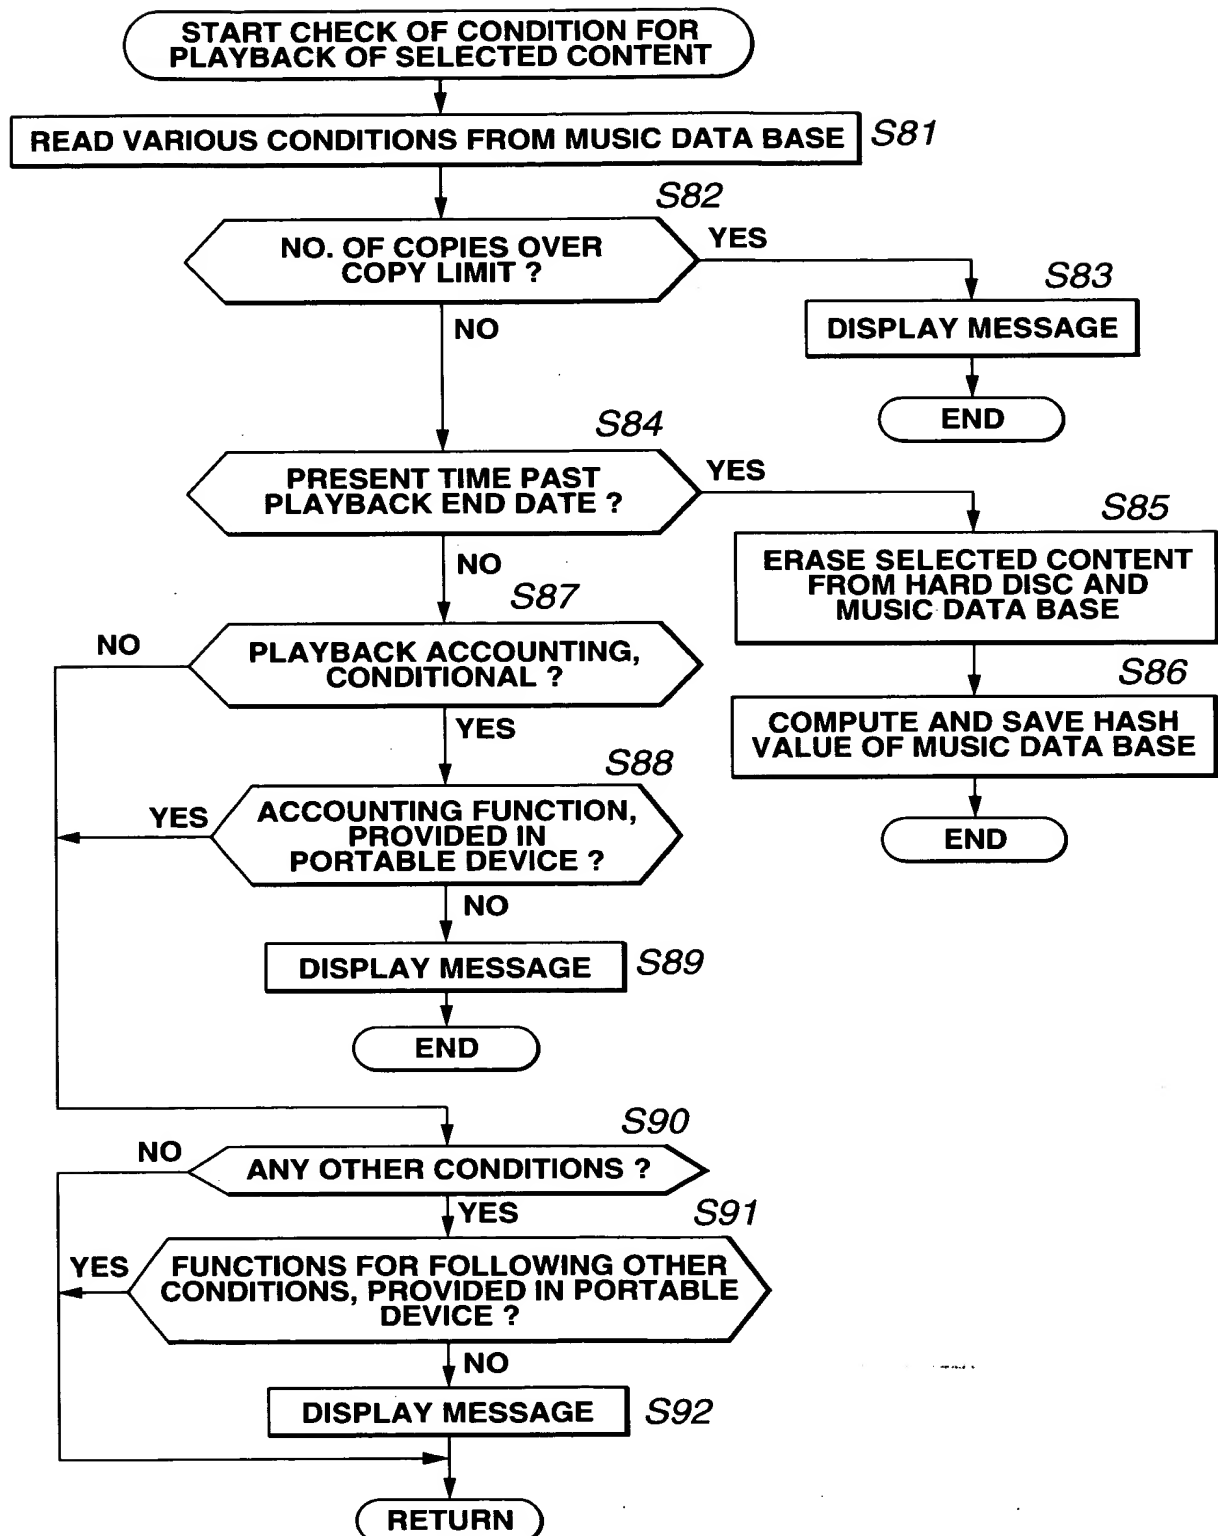 START CHECK OF CONDITION FOR
PLAYBACK OF SELECTED CONTENT
READ VARIOUS CONDITIONS FROM MUSIC DATA BASE
S81
S82
NO. OF COPIES OVER
COPY LIMIT ?
YES
NO
S83
DISPLAY MESSAGE
END
S84
PRESENT TIME PAST
PLAYBACK END DATE ?
YES
NO
S85
ERASE SELECTED CONTENT
FROM HARD DISC AND
MUSIC DATA BASE
S86
COMPUTE AND SAVE HASH
VALUE OF MUSIC DATA BASE
END
S87
NO
PLAYBACK ACCOUNTING,
CONDITIONAL ?
YES
S88
YES
ACCOUNTING FUNCTION,
PROVIDED IN
PORTABLE DEVICE ?
NO
DISPLAY MESSAGE
S89
END
S90
NO
ANY OTHER CONDITIONS ?
YES
S91
YES
FUNCTIONS FOR FOLLOWING OTHER
CONDITIONS, PROVIDED IN PORTABLE
DEVICE ?
NO
DISPLAY MESSAGE
S92
RETURN